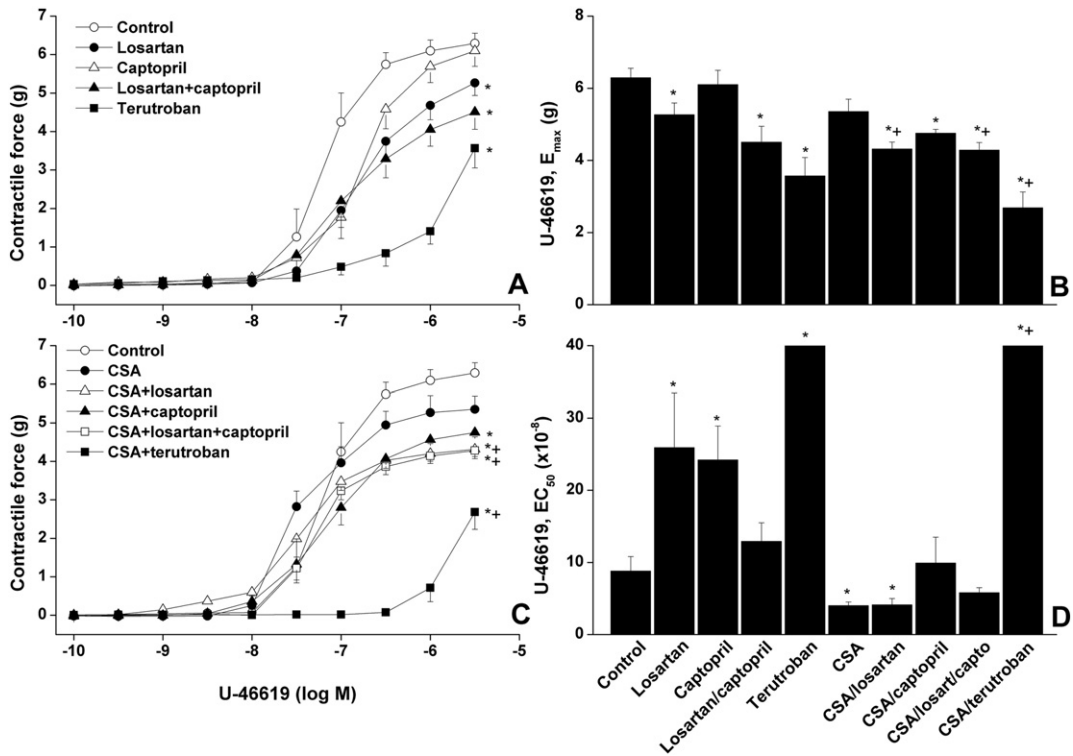 7
6
5
4
3
2
1
0
Contractile force (g)
Control
Losartan
Captopril
Losartan+captopril
Terutroban
*
*
*
-10
-9
-8
-7
-6
-5
A
8
6
4
2
0
U-46619, Emax (g)
*
*
*
*+
*
*+
*+
B
7
6
5
4
3
2
1
0
Contractile force (g)
Control
CSA
CSA+losartan
CSA+captopril
CSA+losartan+captopril
CSA+terutroban
*
*+
*+
*+
-10
-9
-8
-7
-6
-5
C
U-46619 (log M)
40
30
20
10
0
U-46619, EC50 (x10-8)
*
*
*
*
*
*+
D
Control
Losartan
Captopril
Losartan/captopril
Terutroban
CSA
CSA/losartan
CSA/captopril
CSA/losart/capto
CSA/terutroban